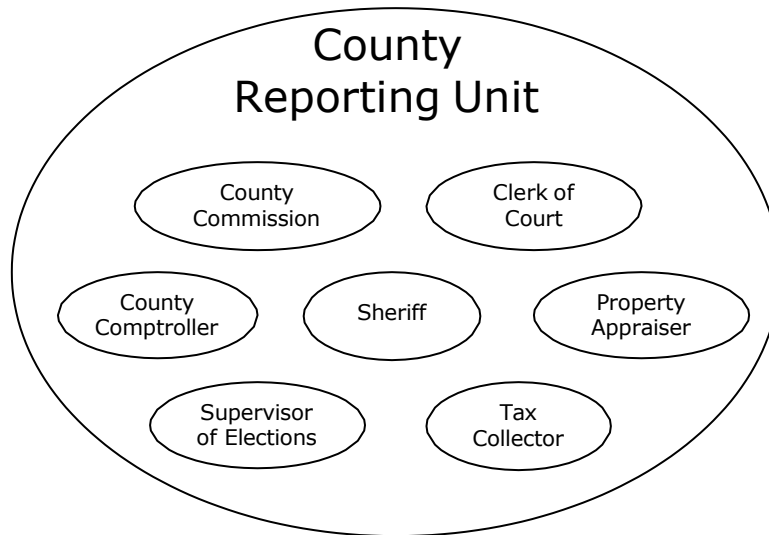 County
Reporting Unit
County
Commission
Clerk of
Court
County
Comptroller
Sheriff
Property
Appraiser
Supervisor
of Elections
Tax
Collector